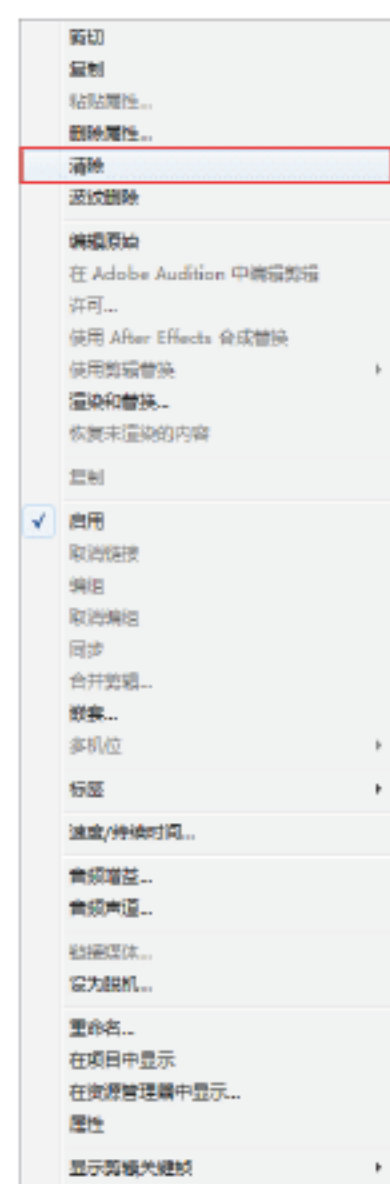 剪切
复制
粘贴属性...
删除属性...
清除
波纹删除
编辑原始
在 Adobe Audition 中编辑剪辑
许可...
使用 After Effects 合成替换
使用剪辑替换
渲染和替换...
恢复未渲染的内容
复制
启用
取消链接
编组
取消编组
同步
合并剪辑...
嵌套...
多机位
标签
速度/持续时间...
音频增益...
音频声道...
链接媒体...
设为脱机...
重命名...
在项目中显示
在资源管理器中显示...
属性
显示剪辑关键帧